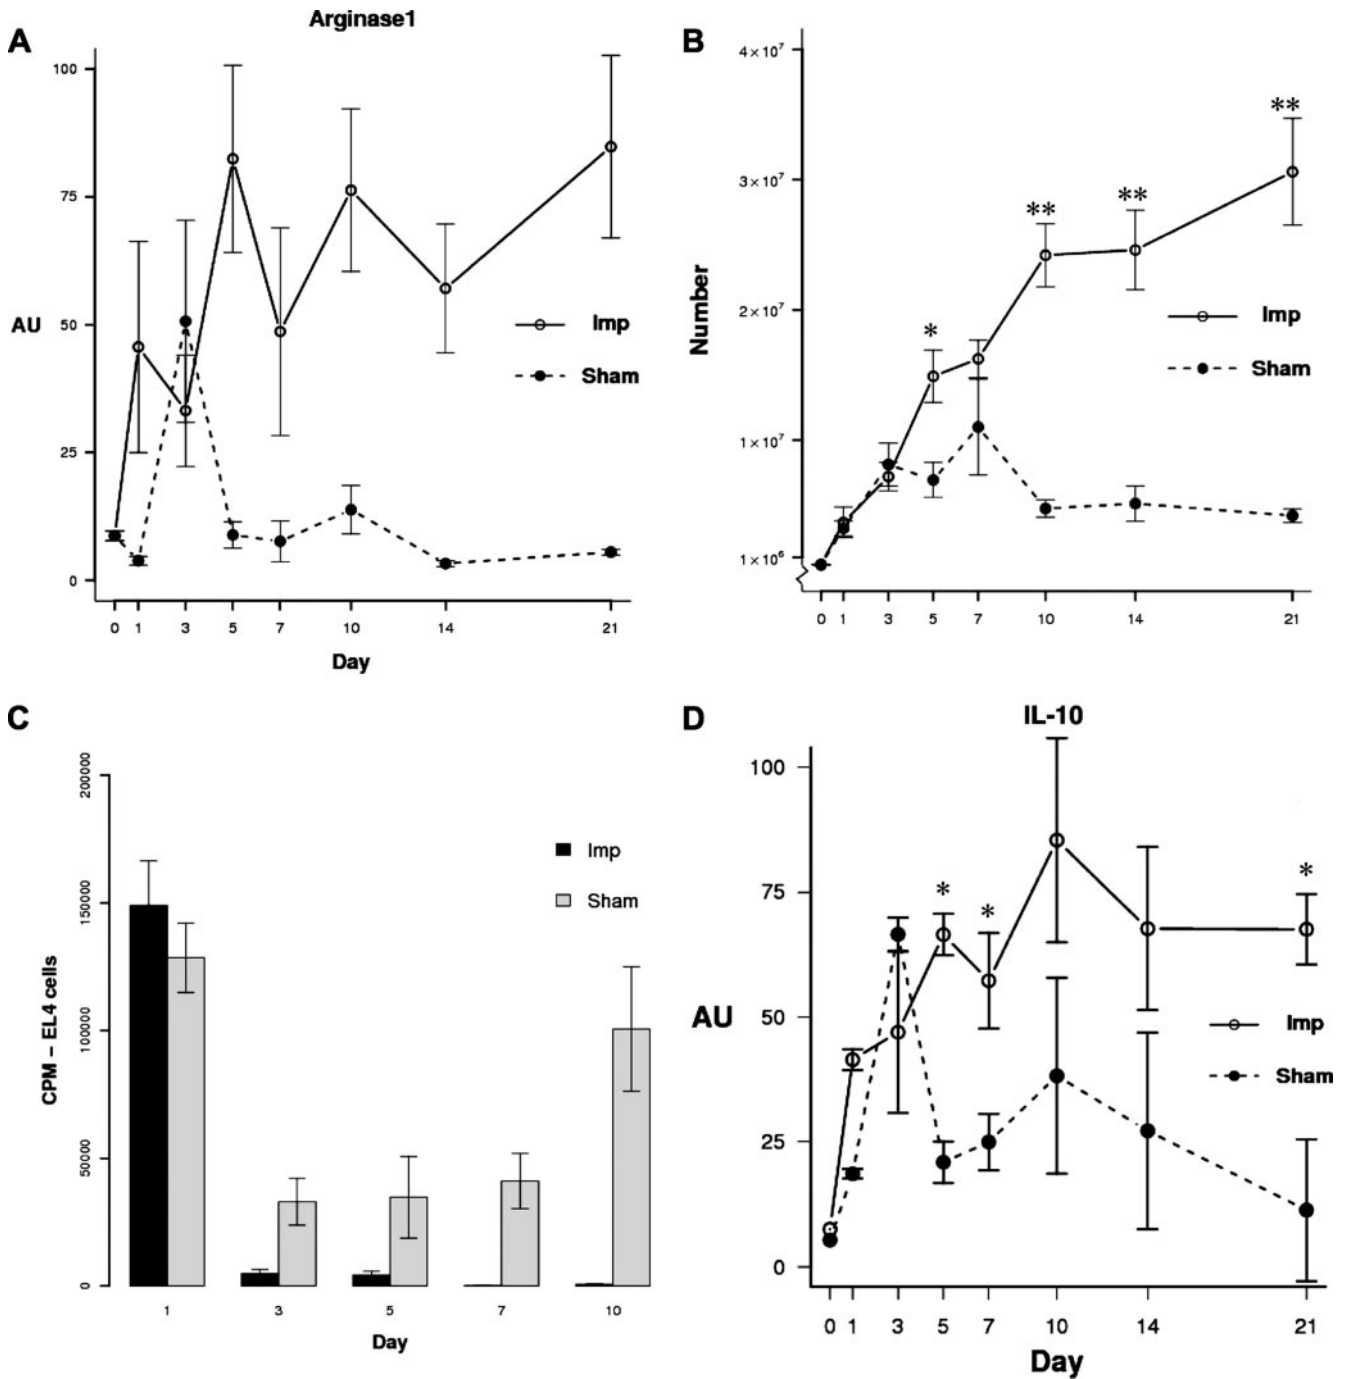 A
Arginase1
100
75
50
25
0
AU
Imp
Sham
0 1 3 5 7 10 14 21
Day
B
4×10⁷
3×10⁷
2×10⁷
1×10⁷
1×10⁶
Number
*
**
**
**
Imp
Sham
0 1 3 5 7 10 14 21
C
200000
150000
100000
50000
0
CPM – EL4 cells
Imp
Sham
1 3 5 7 10
Day
D
IL-10
100
75
50
25
0
AU
*
*
*
Imp
Sham
0 1 3 5 7 10 14 21
Day